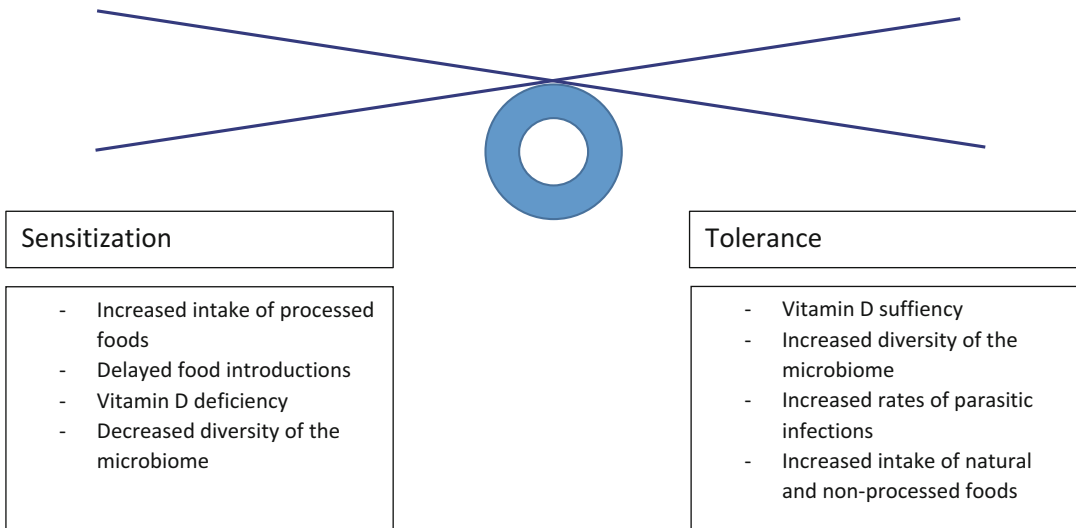 Sensitization
- Increased intake of processed
foods
- Delayed food introductions
- Vitamin D deficiency
- Decreased diversity of the
microbiome
Tolerance
- Vitamin D suffiency
- Increased diversity of the
microbiome
- Increased rates of parasitic
infections
- Increased intake of natural
and non-processed foods